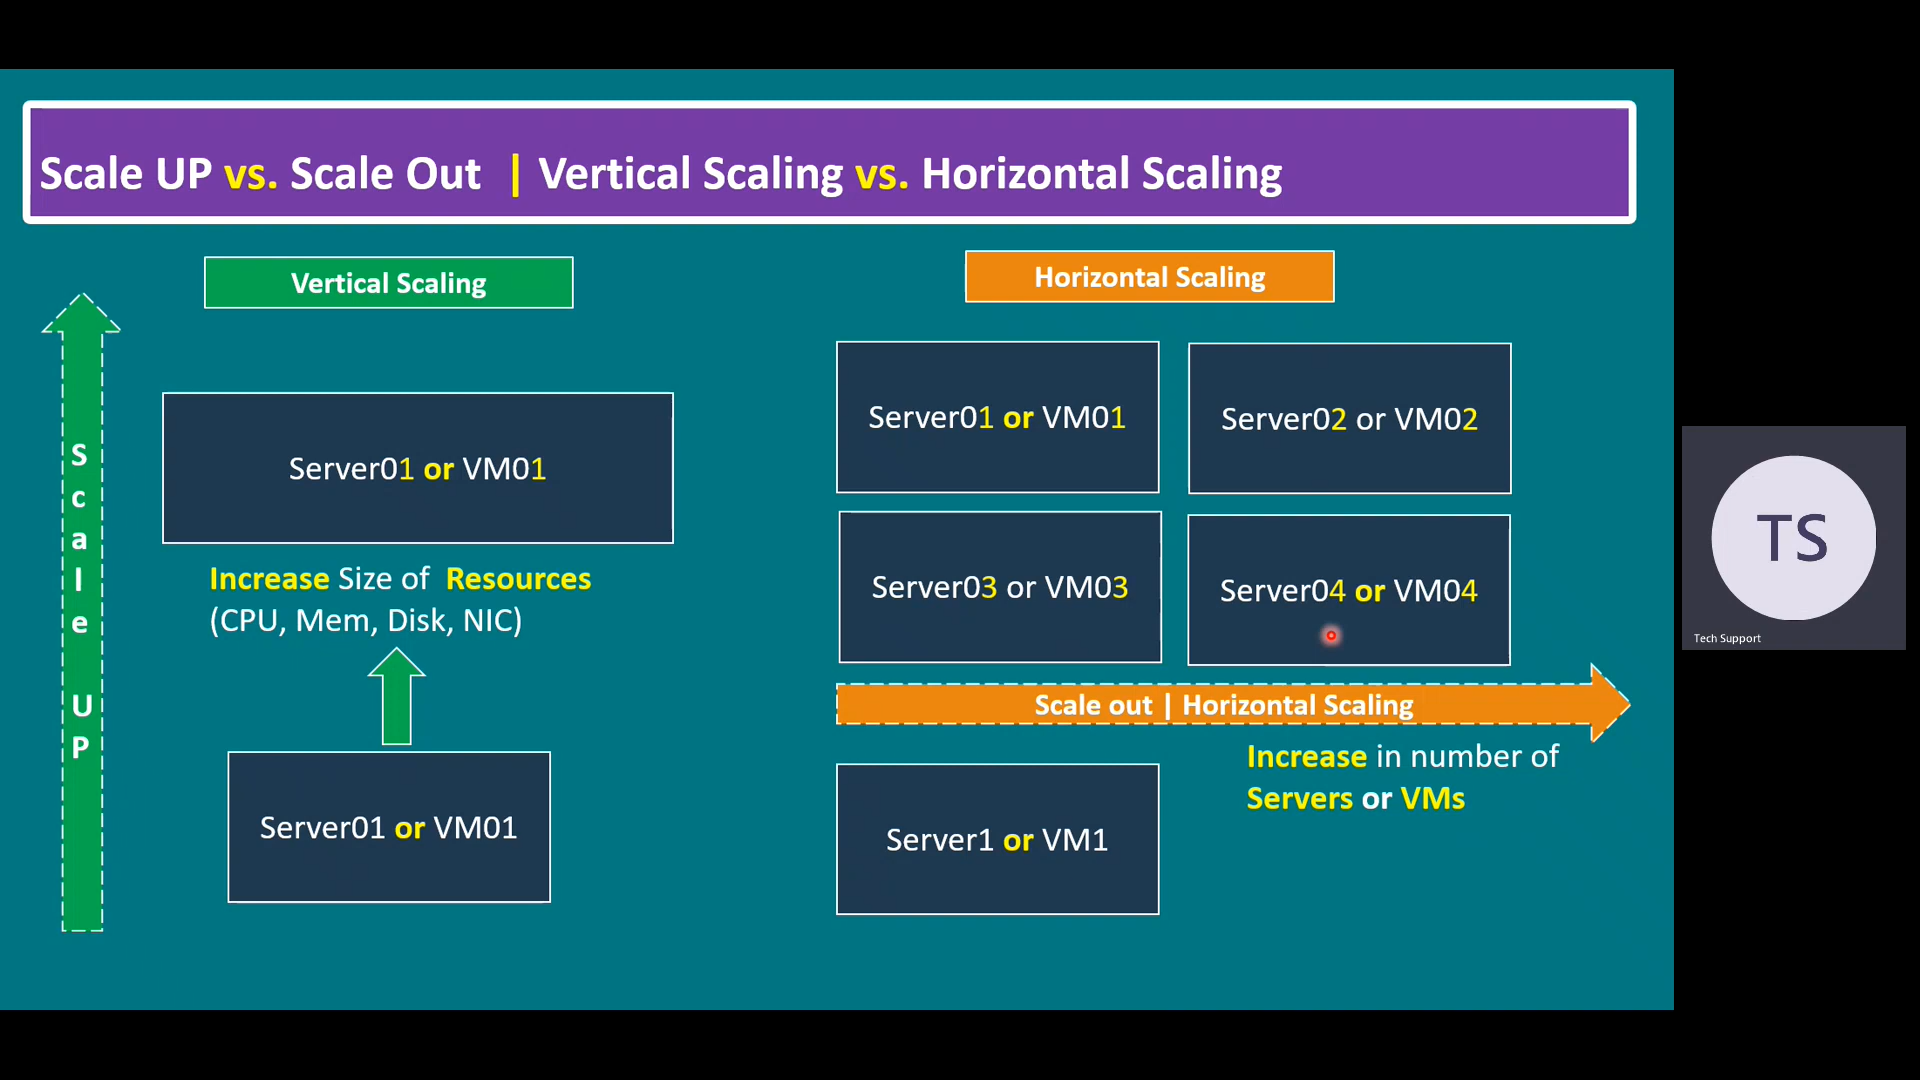 Scale UP vs. Scale Out | Vertical Scaling vs. Horizontal Scaling
Vertical Scaling
Horizontal Scaling
Scale UP
Server01 or VM01
Increase Size of Resources
(CPU, Mem, Disk, NIC)
Server01 or VM01
Server01 or VM01
Server02 or VM02
Server03 or VM03
Server04 or VM04
Scale out | Horizontal Scaling
Increase in number of
Servers or VMs
Server1 or VM1
TS
Tech Support